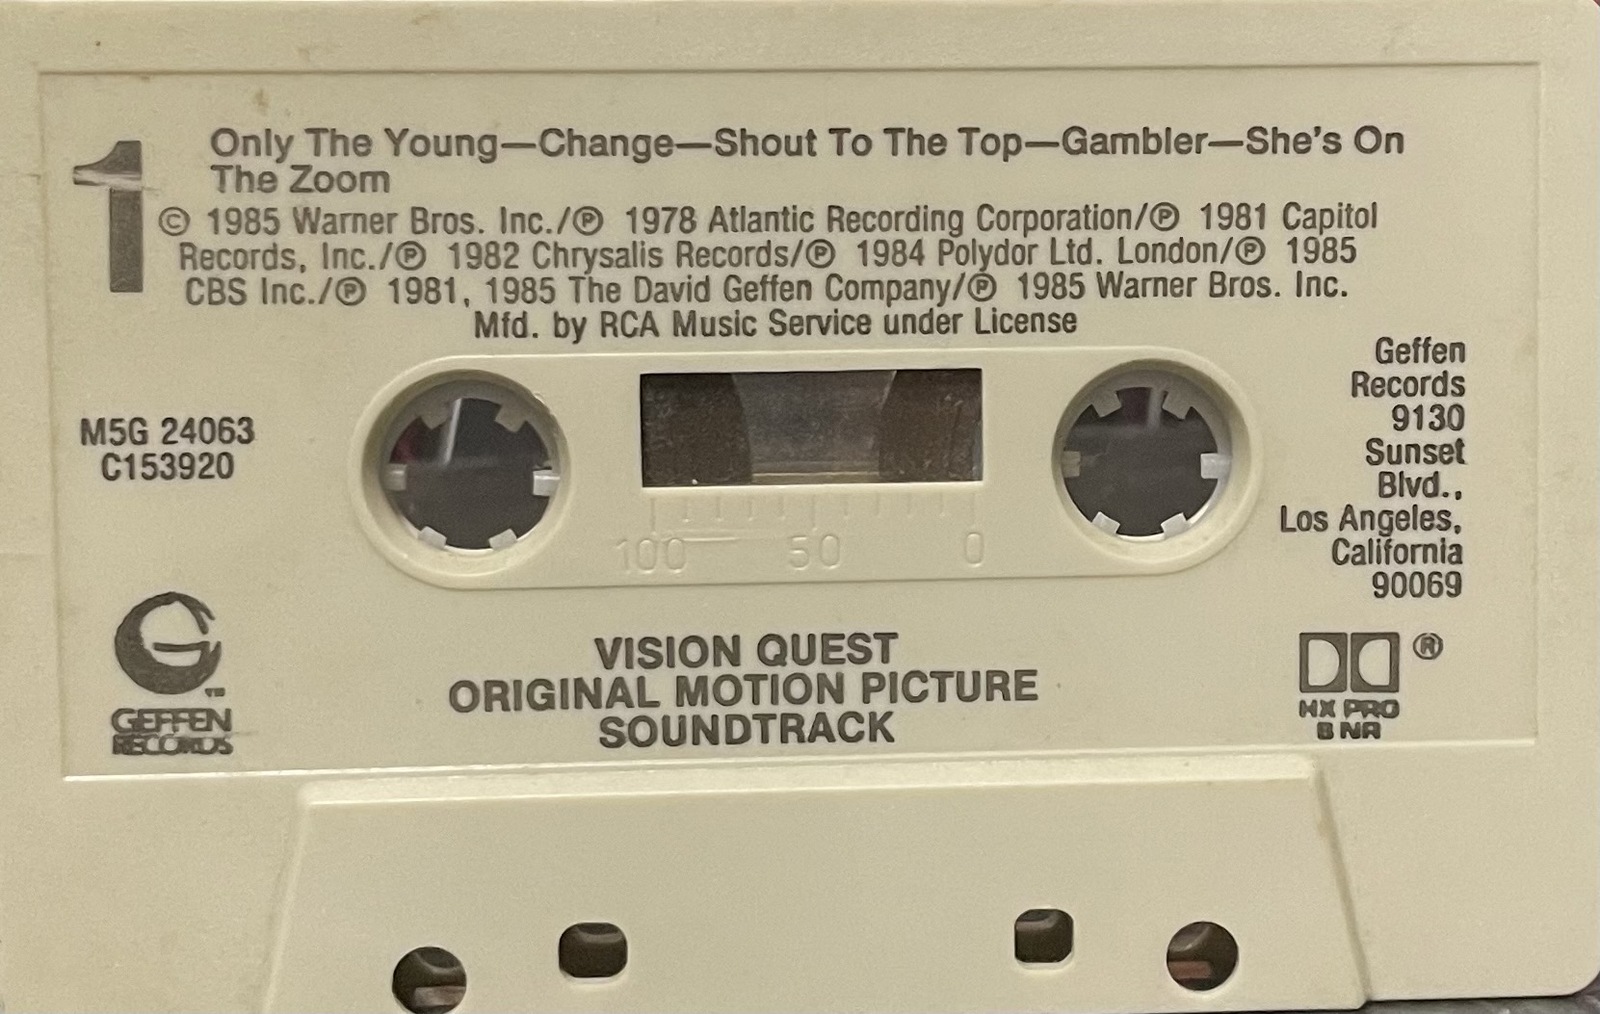 1
Only The Young—Change—Shout To The Top—Gambler—She's On
The Zoom
© 1985 Warner Bros. Inc./℗ 1978 Atlantic Recording Corporation/℗ 1981 Capitol
Records, Inc./℗ 1982 Chrysalis Records/℗ 1984 Polydor Ltd. London/℗ 1985
CBS Inc./℗ 1981, 1985 The David Geffen Company/℗ 1985 Warner Bros. Inc.
Mfd. by RCA Music Service under License
M5G 24063
C153920
Geffen
Records
9130
Sunset
Blvd.,
Los Angeles,
California
90069
100 50 0
G™
GEFFEN
RECORDS
VISION QUEST
ORIGINAL MOTION PICTURE
SOUNDTRACK
®
HX PRO
B NR